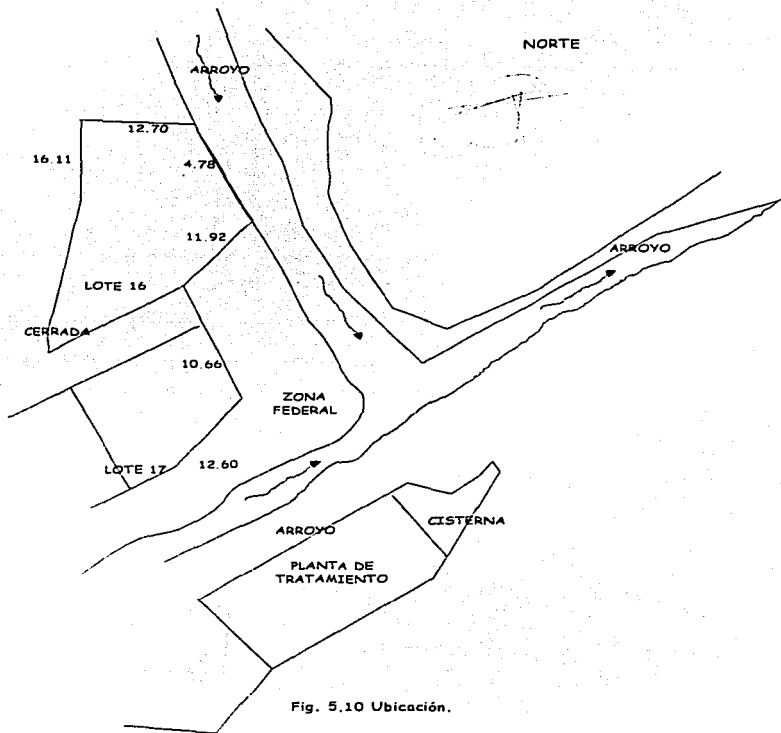 NORTE
ARROYO
12.70
16.11
4.78
11.92
ARROYO
LOTE 16
CERRADA
10.66
ZONA
FEDERAL
LOTE 17
12.60
CISTERNA
ARROYO
PLANTA DE
TRATAMIENTO
Fig. 5.10 Ubicación.